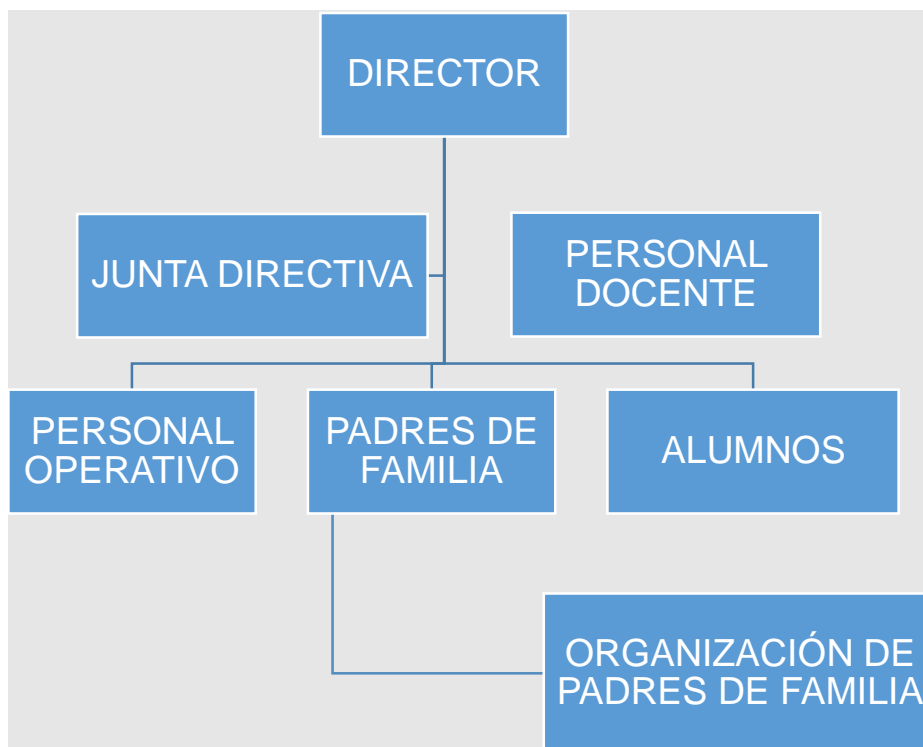 DIRECTOR
JUNTA DIRECTIVA
PERSONAL
DOCENTE
PERSONAL
OPERATIVO
PADRES DE
FAMILIA
ALUMNOS
ORGANIZACIÓN DE
PADRES DE FAMILIA